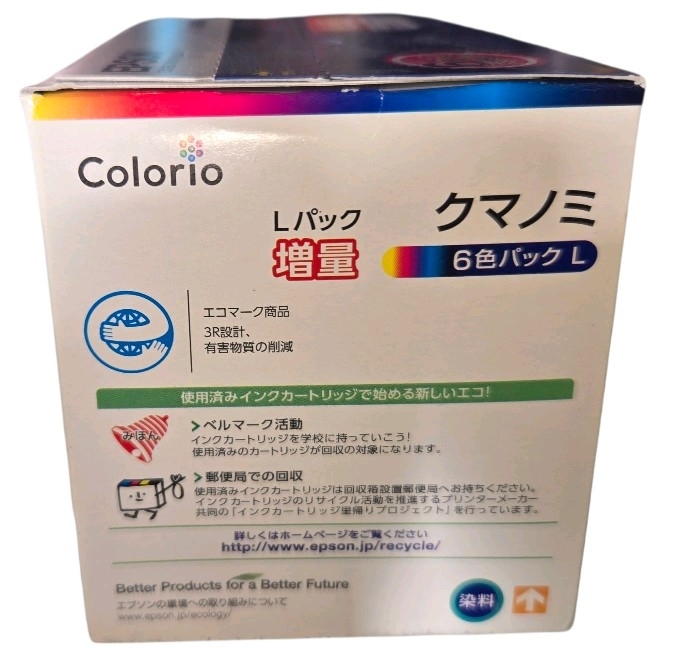 Colorio
Lパック
増量
クマノミ
6色パック L
エコマーク商品
3R設計、
有害物質の削減
使用済みインクカートリッジで始める新しいエコ!
みほん
ベルマーク活動
インクカートリッジを学校に持っていこう!
使用済みのカートリッジが回収の対象になります。
郵便局での回収
使用済みインクカートリッジは回収箱設置郵便局へお持ちください。
インクカートリッジのリサイクル活動を推進するプリンターメーカー
共同の「インクカートリッジ里帰りプロジェクト」を行っています。
詳しくはホームページをご覧ください
http://www.epson.jp/recycle/
Better Products for a Better Future
エプソンの環境への取り組みについて
www.epson.jp/ecology/
染料